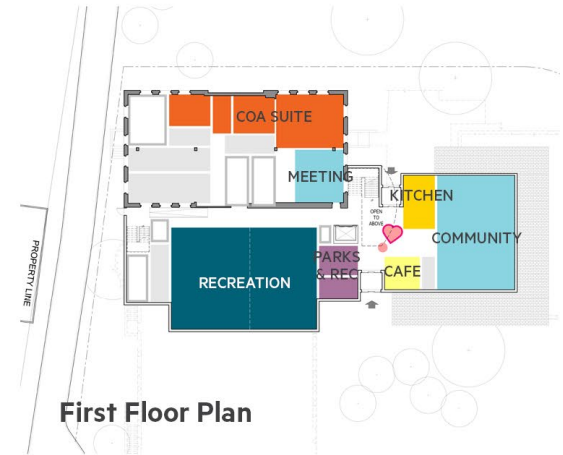 COA SUITE
MEETING
KITCHEN
OPEN
TO
ABOVE
COMMUNITY
PARKS
& REC
CAFE
RECREATION
PROPERTY LINE
First Floor Plan